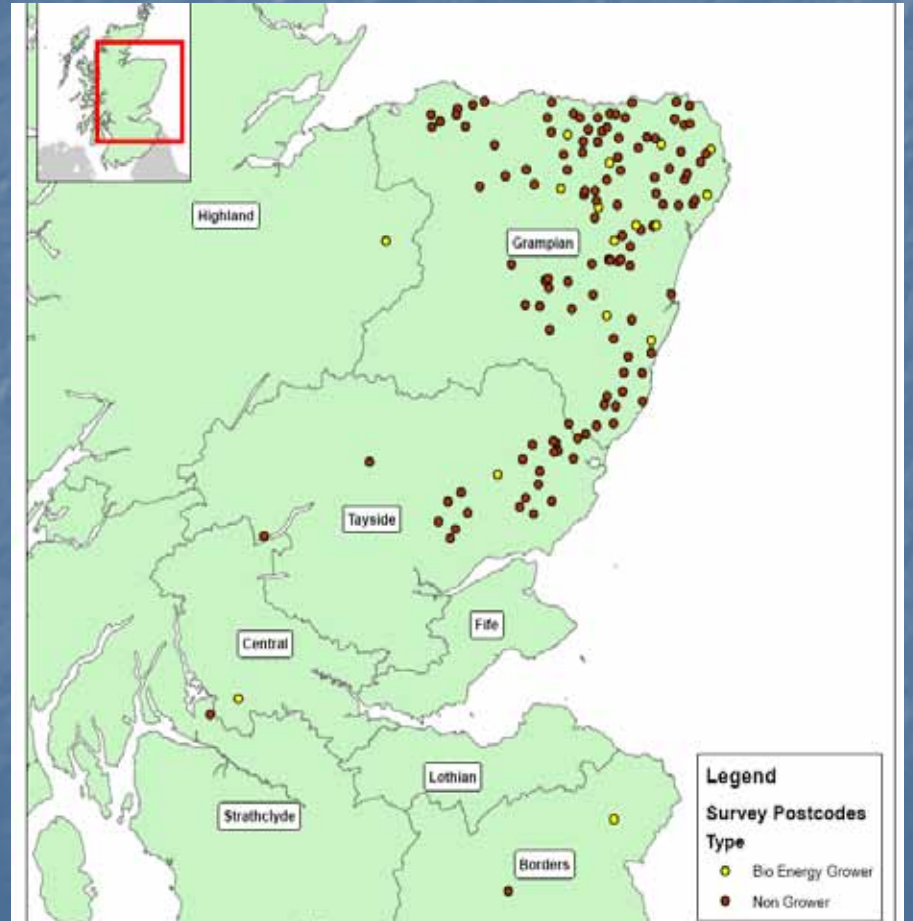 Highland
Grampian
Tayside
Fife
Central
Lothian
Strathclyde
Borders
Legend
Survey Postcodes
Type
Bio Energy Grower
Non Grower